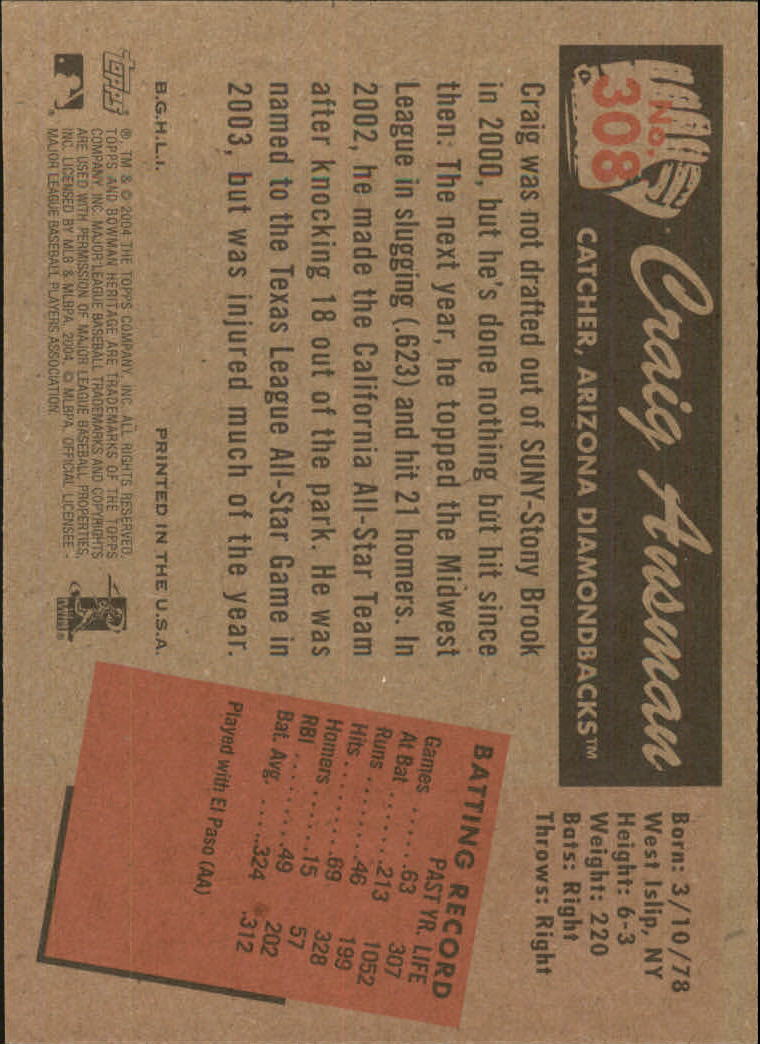 No.
308
Craig Ansman
CATCHER, ARIZONA DIAMONDBACKS™
Born: 3/10/78
West Islip, NY
Height: 6-3
Weight: 220
Bats: Right
Throws: Right
Craig was not drafted out of SUNY-Stony Brook
in 2000, but he's done nothing but hit since
then: The next year, he topped the Midwest
League in slugging (.623) and hit 21 homers. In
2002, he made the California All-Star Team
after knocking 18 out of the park. He was
named to the Texas League All-Star Game in
2003, but was injured much of the year.
BATTING RECORD
PAST YR. LIFE
Games .......63 307
At Bat .......213 1052
Runs .........46 199
Hits ..........69 328
Homers ......15 57
RBI ..........49 202
Bat. Avg. .....324 .312
Played with El Paso (AA)
B.G.H.L.I. PRINTED IN THE U.S.A.
Topps
® TM & © 2004 THE TOPPS COMPANY, INC. ALL RIGHTS RESERVED.
TOPPS AND BOWMAN HERITAGE ARE TRADEMARKS OF THE TOPPS
COMPANY, INC. MAJOR LEAGUE BASEBALL TRADEMARKS AND COPYRIGHTS
ARE USED WITH PERMISSION OF MAJOR LEAGUE BASEBALL PROPERTIES,
INC. LICENSED BY MLB & MLBPA. 2004. © MLBPA. OFFICIAL LICENSEE -
MAJOR LEAGUE BASEBALL PLAYERS ASSOCIATION.